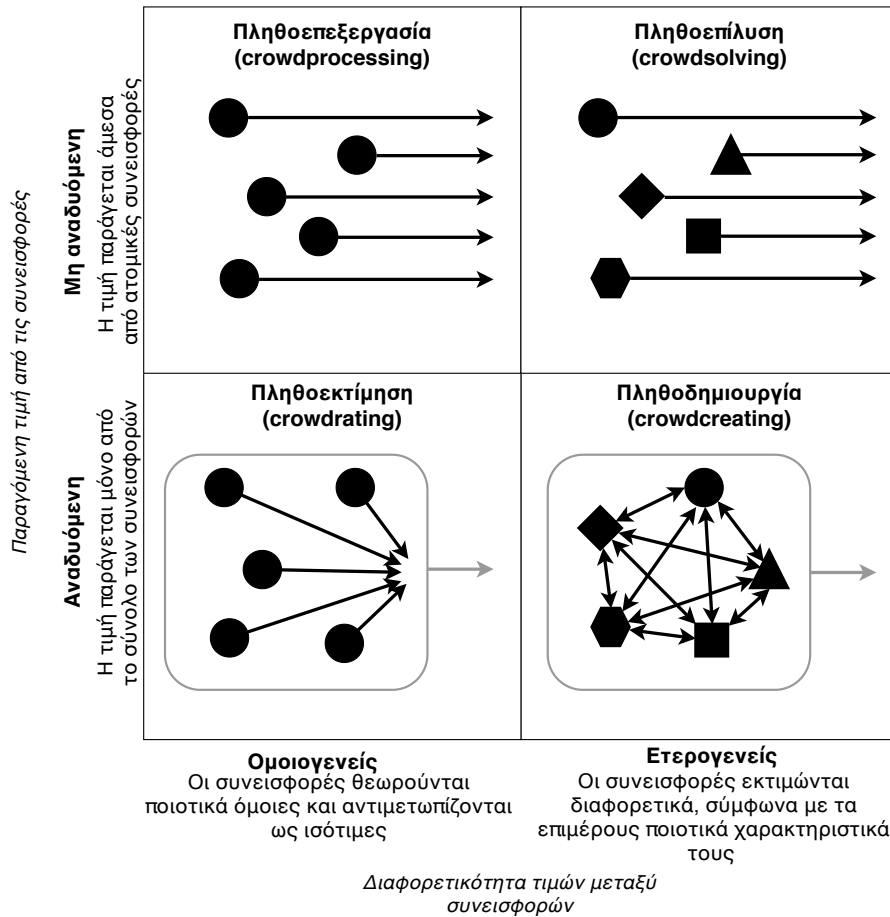 Πληθοεπεξεργασία
(crowdprocessing)
Πληθοεπίλυση
(crowdsolving)
Παραγόμενη τιμή από τις συνεισφορές
Μη αναδυόμενη
Η τιμή παράγεται άμεσα
από ατομικές συνεισφορές
Πληθοεκτίμηση
(crowdrating)
Πληθοδημιουργία
(crowdcreating)
Αναδυόμενη
Η τιμή παράγεται μόνο από
το σύνολο των συνεισφορών
Ομοιογενείς
Οι συνεισφορές θεωρούνται
ποιοτικά όμοιες και αντιμετωπίζονται
ως ισότιμες
Ετερογενείς
Οι συνεισφορές εκτιμώνται
διαφορετικά, σύμφωνα με τα
επιμέρους ποιοτικά χαρακτηριστικά
τους
Διαφορετικότητα τιμών μεταξύ
συνεισφορών